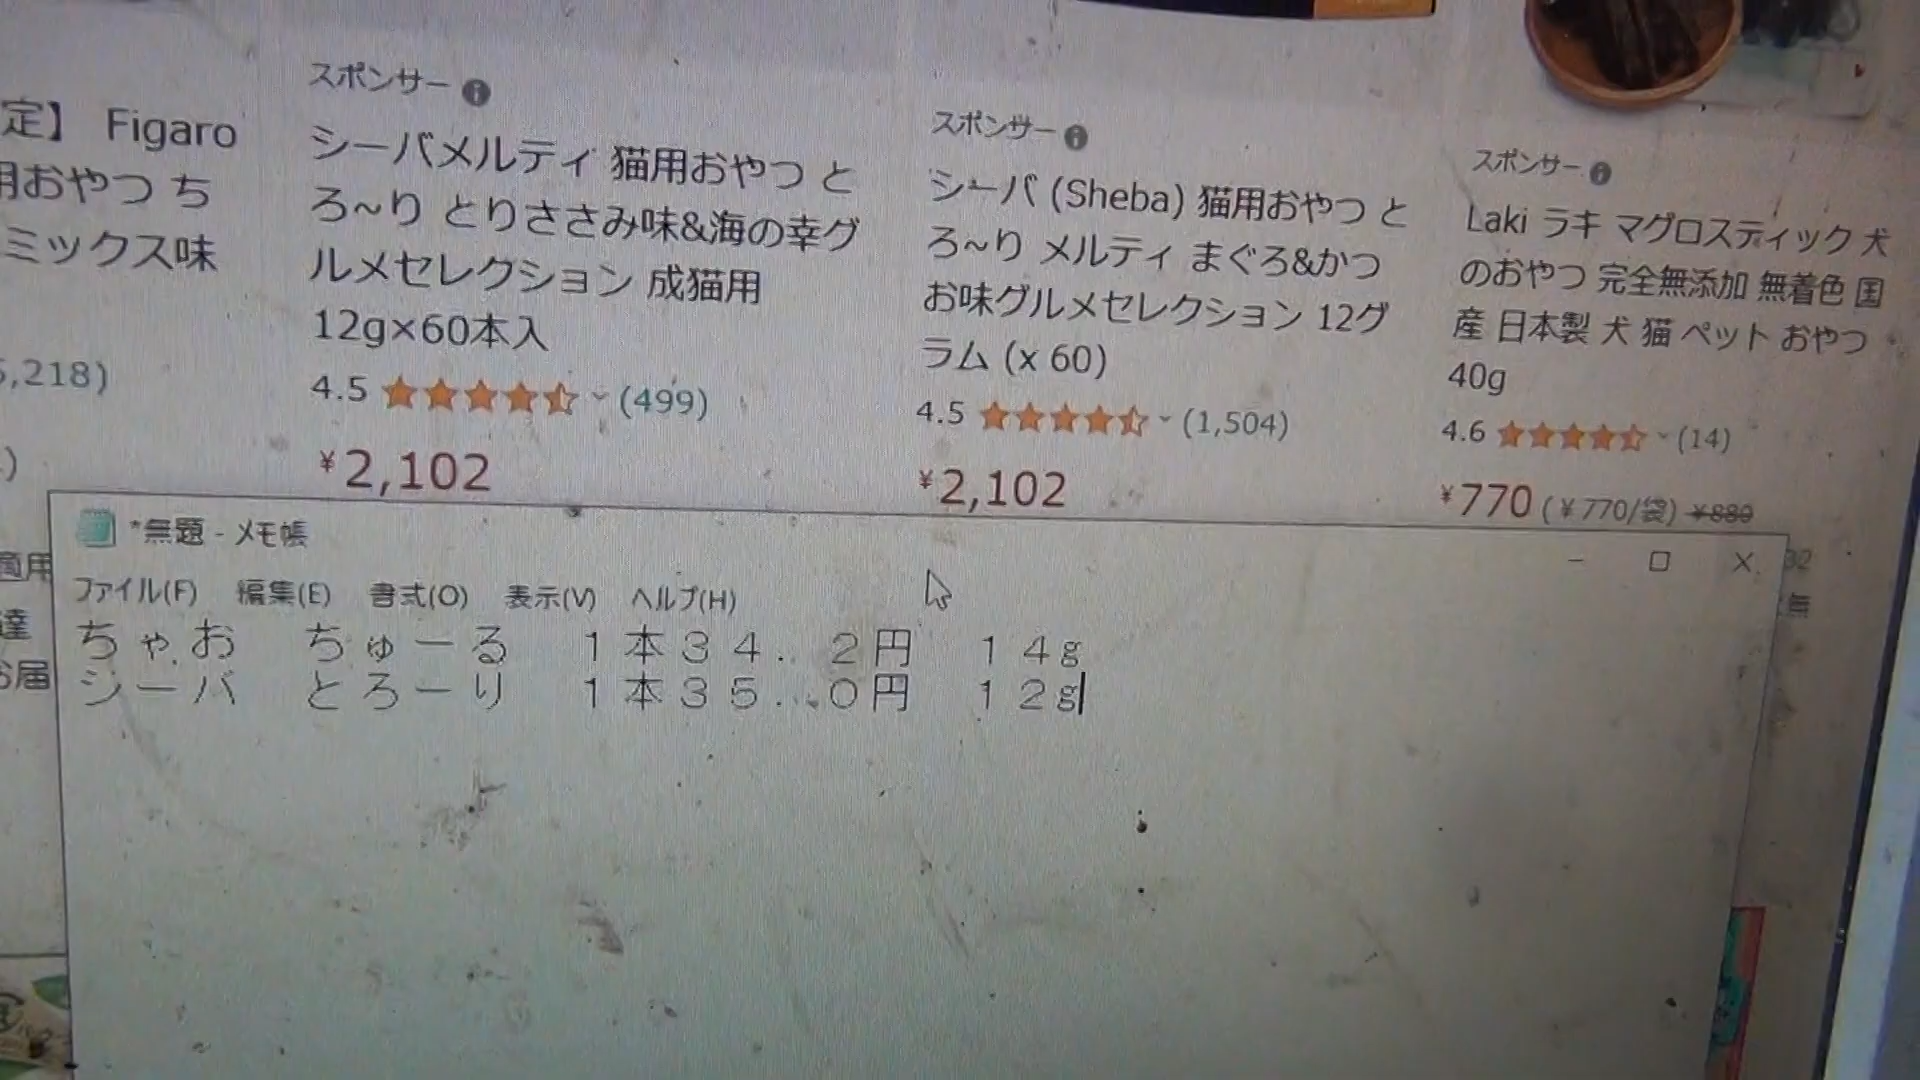 定】 Figaro
用おやつ ち
ミックス味
5,218)
スポンサー
シーバメルティ 猫用おやつ と
ろ~り とりささみ味&海の幸グ
ルメセレクション 成猫用
12g×60本入
4.5 (499)
¥2,102
スポンサー
シーバ (Sheba) 猫用おやつ と
ろ~り メルティ まぐろ&かつ
お味グルメセレクション 12グ
ラム (x 60)
4.5 (1,504)
¥2,102
スポンサー
Laki ラキ マグロスティック 犬
のおやつ 完全無添加 無着色 国
産 日本製 犬 猫 ペット おやつ
40g
4.6 (14)
¥770 (¥770/袋) ¥880
適用
達
お届
32
無
*無題 - メモ帳
ファイル(F) 編集(E) 書式(O) 表示(V) ヘルプ(H)
ちゃお ちゅーる 1本34.2円 14g
シーバ とろーり 1本35.0円 12g